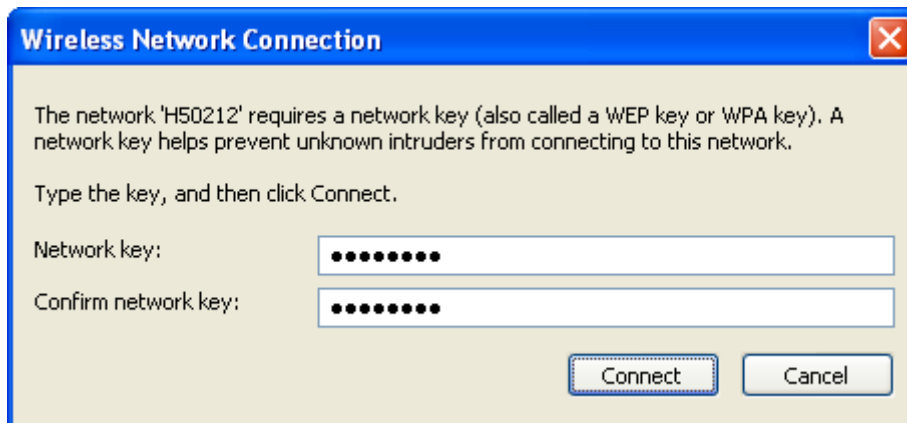 Wireless Network Connection
The network 'H50212' requires a network key (also called a WEP key or WPA key). A
network key helps prevent unknown intruders from connecting to this network.
Type the key, and then click Connect.
Network key: ••••••••
Confirm network key: ••••••••
Connect Cancel